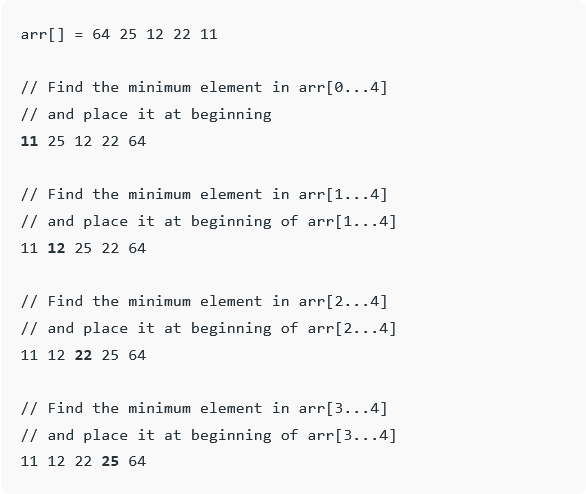 arr[] = 64 25 12 22 11
// Find the minimum element in arr[0...4]
// and place it at beginning
11 25 12 22 64
// Find the minimum element in arr[1...4]
// and place it at beginning of arr[1...4]
11 12 25 22 64
// Find the minimum element in arr[2...4]
// and place it at beginning of arr[2...4]
11 12 22 25 64
// Find the minimum element in arr[3...4]
// and place it at beginning of arr[3...4]
11 12 22 25 64